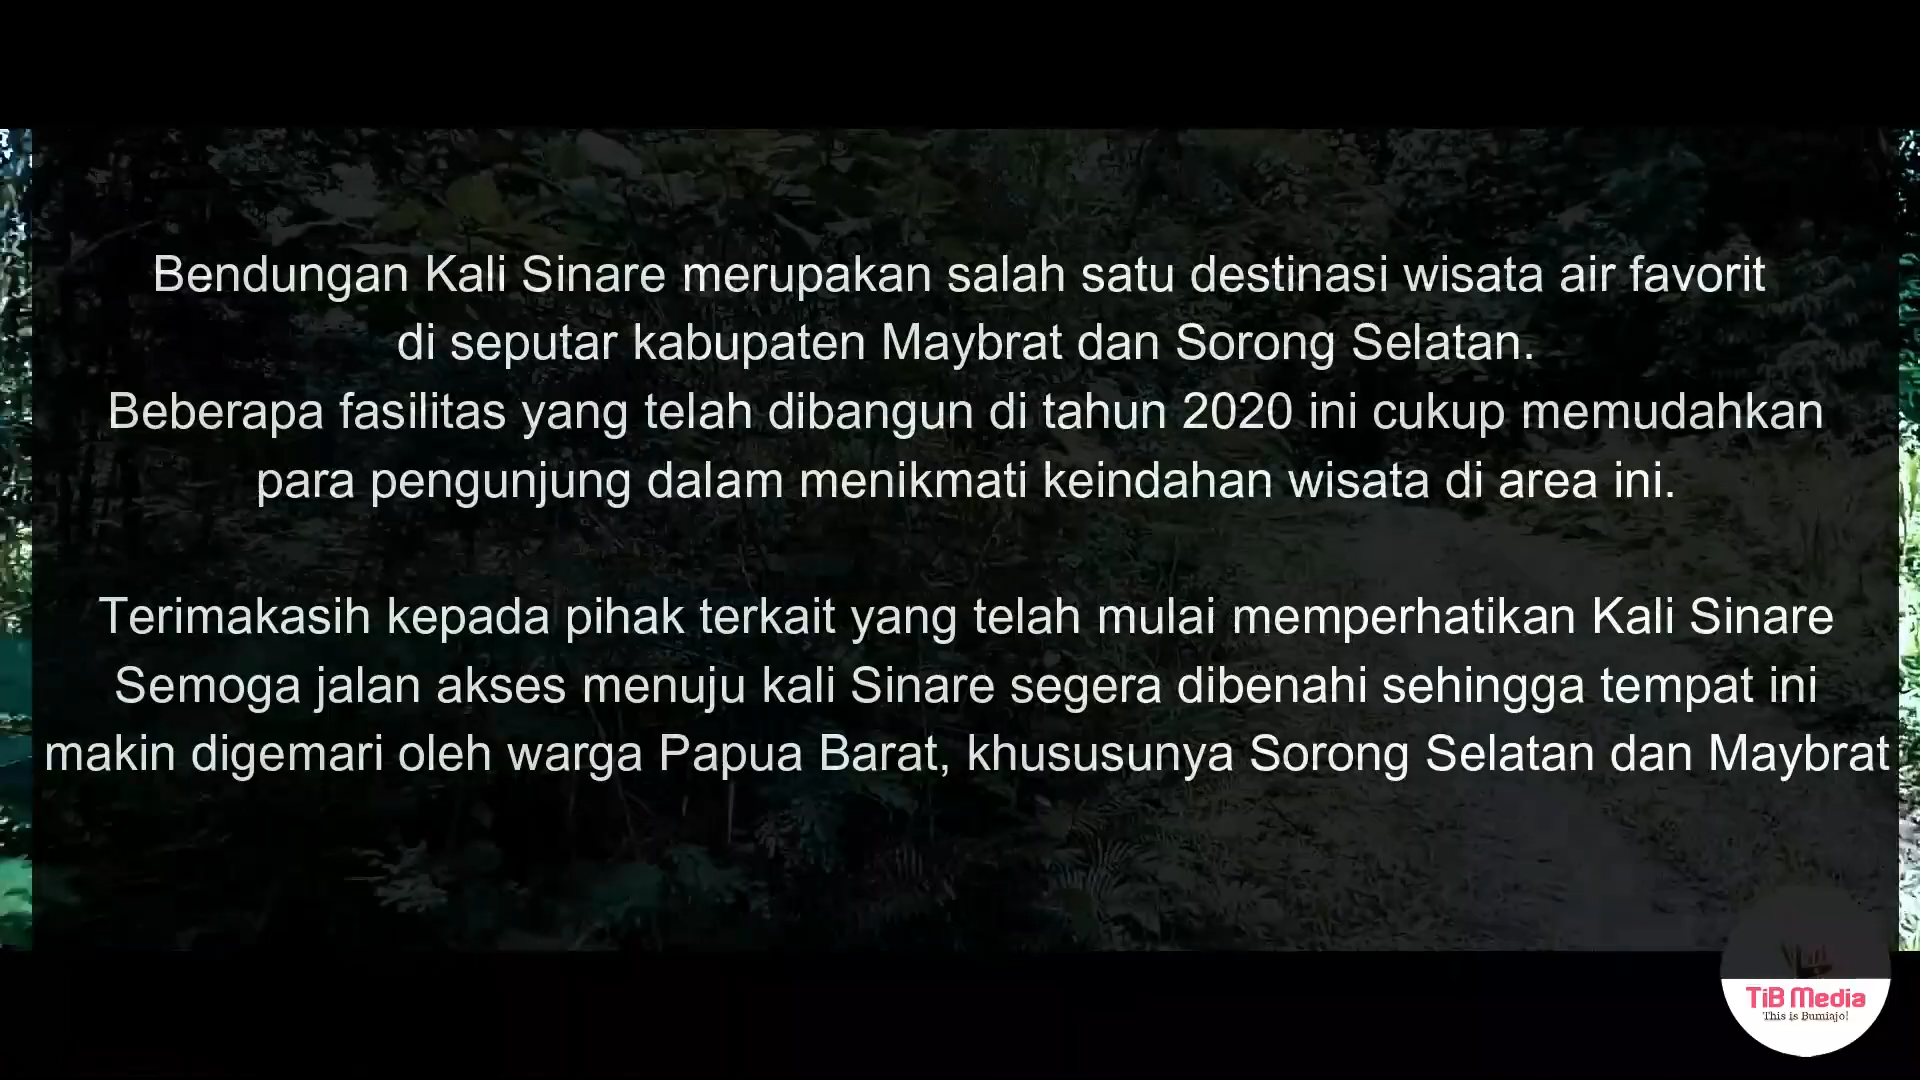 Bendungan Kali Sinare merupakan salah satu destinasi wisata air favorit
di seputar kabupaten Maybrat dan Sorong Selatan.
Beberapa fasilitas yang telah dibangun di tahun 2020 ini cukup memudahkan
para pengunjung dalam menikmati keindahan wisata di area ini.
Terimakasih kepada pihak terkait yang telah mulai memperhatikan Kali Sinare
Semoga jalan akses menuju kali Sinare segera dibenahi sehingga tempat ini
makin digemari oleh warga Papua Barat, khususunya Sorong Selatan dan Maybrat
TiB Media
This is Bumiajo!